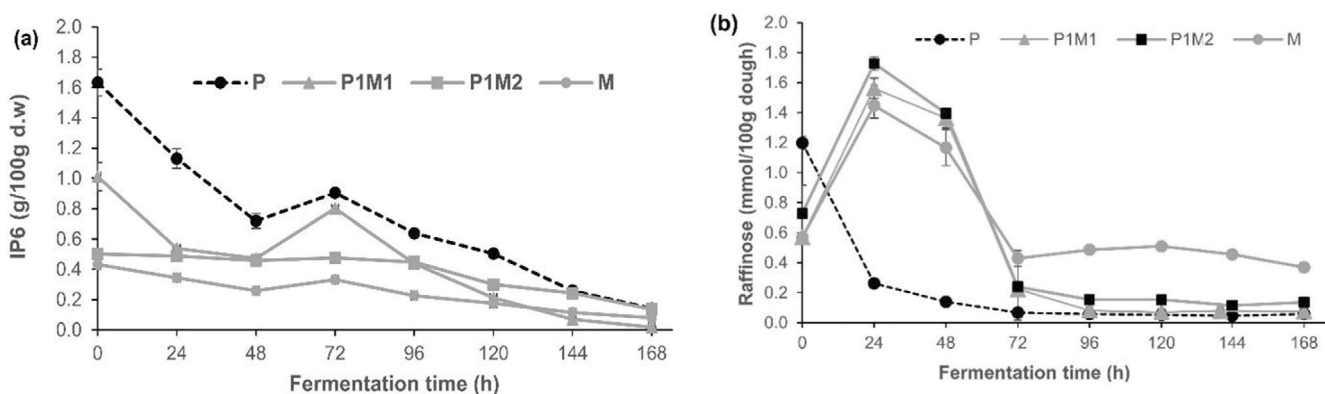 (a)
IP6 (g/100g d.w)
2.0
1.8
1.6
1.4
1.2
1.0
0.8
0.6
0.4
0.2
0.0
P P1M1 P1M2 M
0 24 48 72 96 120 144 168
Fermentation time (h)
(b)
Raffinose (mmol/100g dough)
2.0
1.8
1.6
1.4
1.2
1.0
0.8
0.6
0.4
0.2
0.0
P P1M1 P1M2 M
0 24 48 72 96 120 144 168
Fermentation time (h)